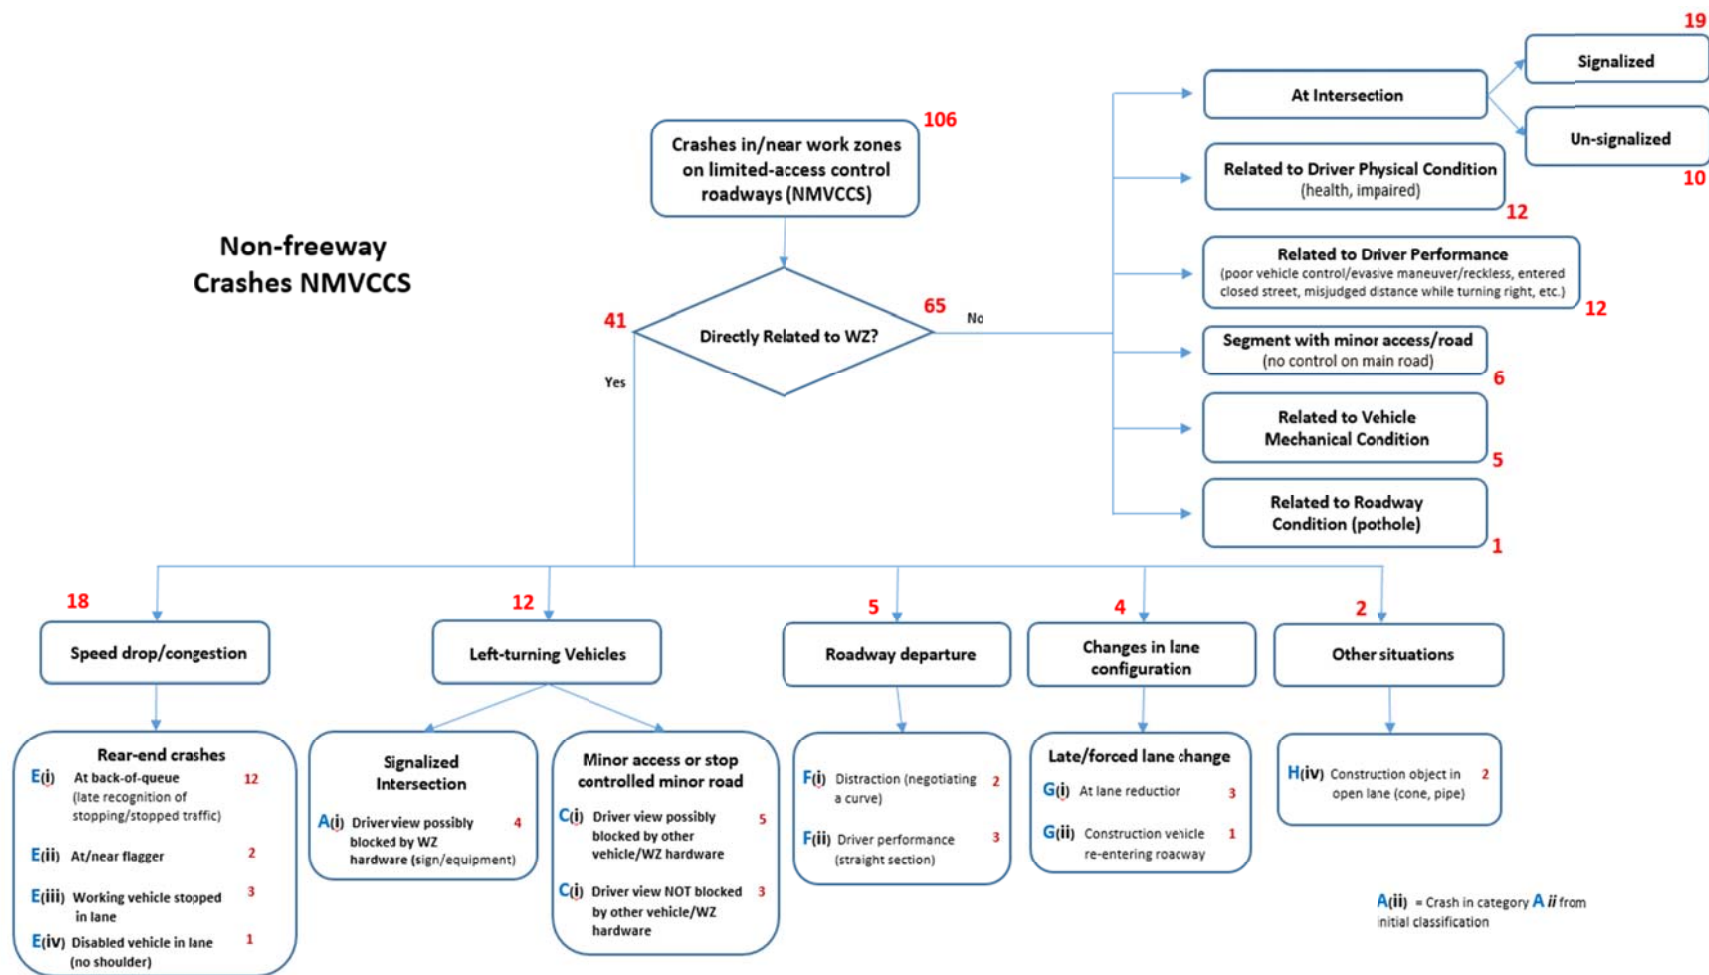 Non-freeway
Crashes NMVCCS
106
Crashes in/near work zones
on limited-access control
roadways (NMVCCS)
41
65
Directly Related to WZ?
Yes
No
At Intersection
19
Signalized
Un-signalized
10
Related to Driver Physical Condition
(health, impaired)
12
Related to Driver Performance
(poor vehicle control/evasive maneuver/reckless, entered
closed street, misjudged distance while turning right, etc.)
12
Segment with minor access/road
(no control on main road)
6
Related to Vehicle
Mechanical Condition
5
Related to Roadway
Condition (pothole)
1
18
Speed drop/congestion
12
Left-turning Vehicles
5
Roadway departure
4
Changes in lane
configuration
2
Other situations
Rear-end crashes
E(i) At back-of-queue 12
(late recognition of
stopping/stopped traffic)
E(ii) At/near flagger 2
E(iii) Working vehicle stopped 3
in lane
E(iv) Disabled vehicle in lane 1
(no shoulder)
Signalized
Intersection
A(i) Driver view possibly 4
blocked by WZ
hardware (sign/equipment)
Minor access or stop
controlled minor road
C(i) Driver view possibly 5
blocked by other
vehicle/WZ hardware
C(i) Driver view NOT blocked 3
by other vehicle/WZ
hardware
F(i) Distraction (negotiating 2
a curve)
F(ii) Driver performance 3
(straight section)
Late/forced lane change
G(i) At lane reduction 3
G(ii) Construction vehicle 1
re-entering roadway
H(iv) Construction object in 2
open lane (cone, pipe)
A(ii) = Crash in category A ii from
initial classification